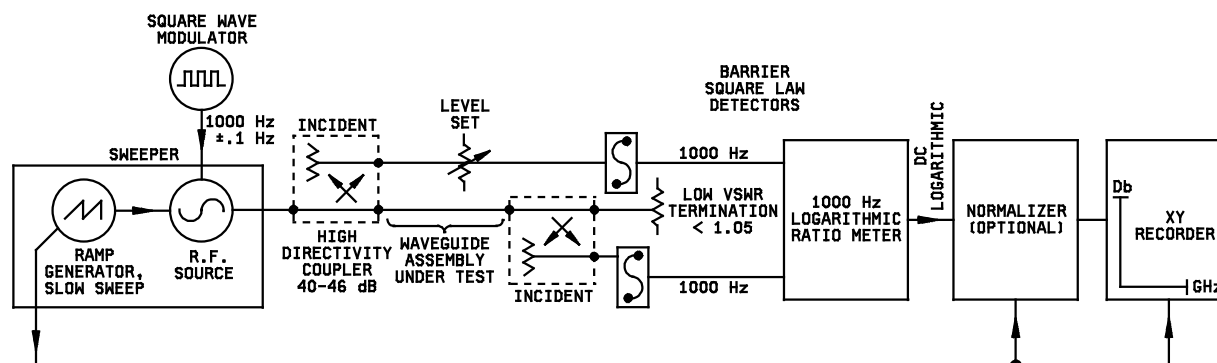 SQUARE WAVE
MODULATOR
1000 Hz
±.1 Hz
SWEEPER
RAMP
GENERATOR,
SLOW SWEEP
R.F.
SOURCE
INCIDENT
HIGH
DIRECTIVITY
COUPLER
40-46 dB
LEVEL
SET
WAVEGUIDE
ASSEMBLY
UNDER TEST
INCIDENT
BARRIER
SQUARE LAW
DETECTORS
1000 Hz
LOW VSWR
TERMINATION
< 1.05
1000 Hz
1000 Hz
LOGARITHMIC
RATIO METER
DC
LOGARITHMIC
NORMALIZER
(OPTIONAL)
Db
XY
RECORDER
GHz